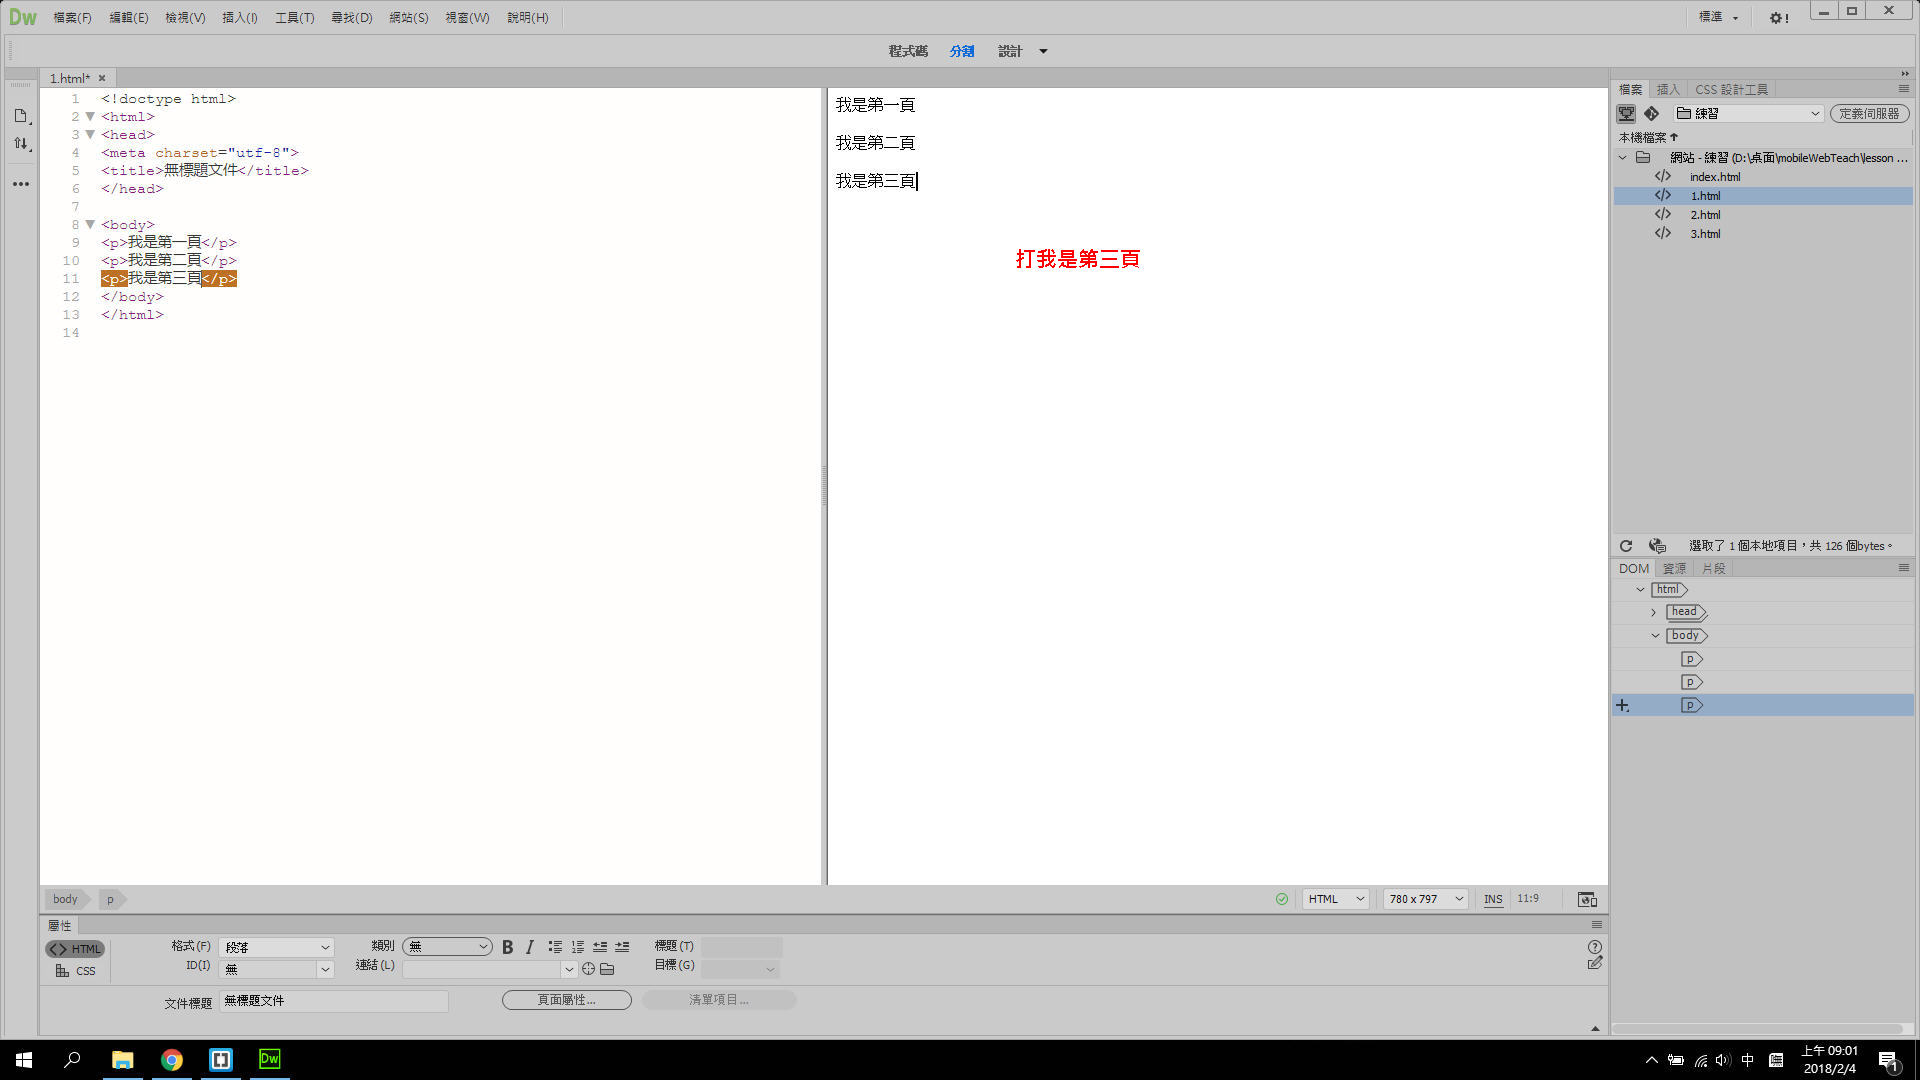 Dw 檔案(F) 編輯(E) 檢視(V) 插入(I) 工具(T) 尋找(D) 網站(S) 視窗(W) 說明(H) 標準
程式碼 分割 設計
1.html*
1 <!doctype html>
2 <html>
3 <head>
4 <meta charset="utf-8">
5 <title>無標題文件</title>
6 </head>
7
8 <body>
9 <p>我是第一頁</p>
10 <p>我是第二頁</p>
11 <p>我是第三頁</p>
12 </body>
13 </html>
14
我是第一頁
我是第二頁
我是第三頁
打我是第三頁
檔案 插入 CSS 設計工具
練習 定義伺服器
本機檔案
網站 - 練習 (D:\桌面\mobileWebTeach\lesson ...
index.html
1.html
2.html
3.html
選取了 1 個本地項目，共 126 個bytes。
DOM 資源 片段
html
head
body
p
p
p
body p
HTML 780 x 797 INS 11:9
屬性
HTML 格式(F) 段落 類別 無 B I 標題(T)
CSS ID(I) 無 連結(L) 目標(G)
文件標題 無標題文件 頁面屬性... 清單項目...
Dw
中
上午 09:01
2018/2/4
1